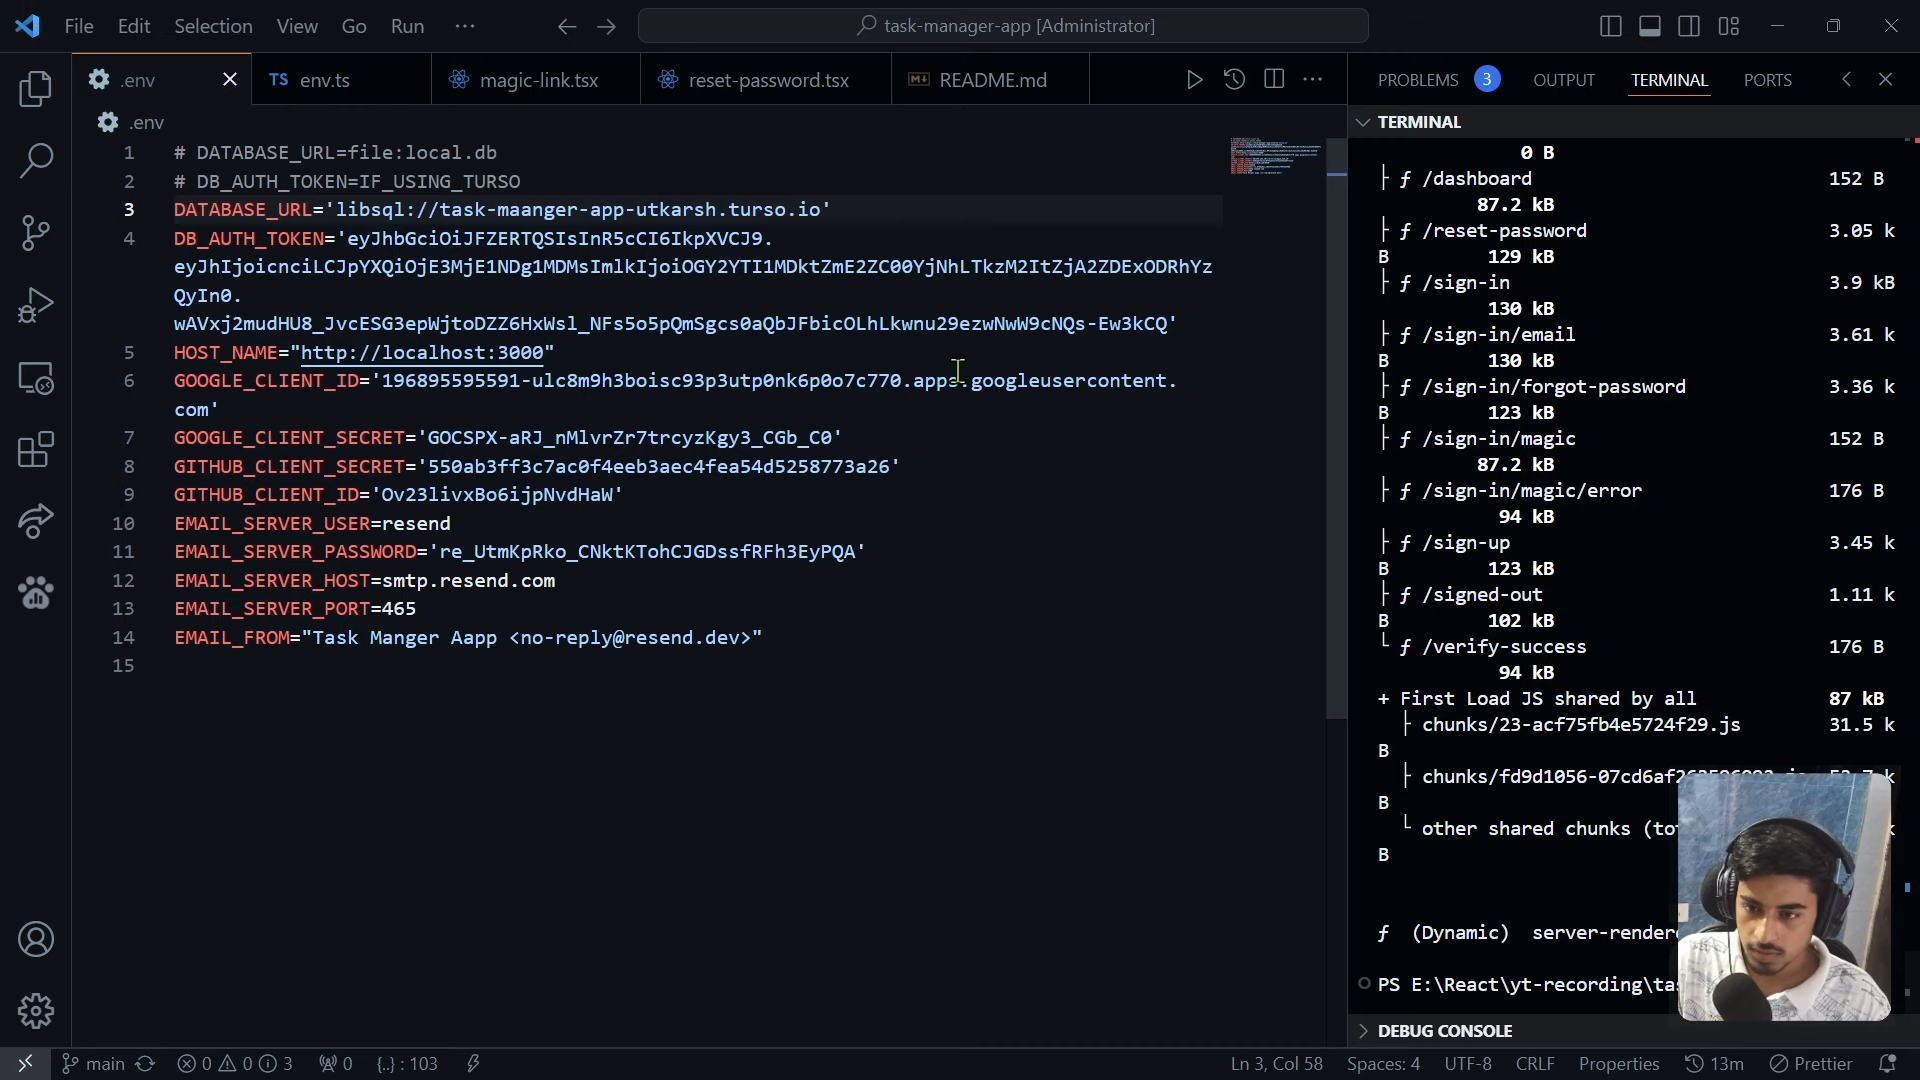 File Edit Selection View Go Run ···
task-manager-app [Administrator]
.env
TS env.ts
magic-link.tsx
reset-password.tsx
README.md
PROBLEMS 3 OUTPUT TERMINAL PORTS
.env
TERMINAL
1 # DATABASE_URL=file:local.db
2 # DB_AUTH_TOKEN=IF_USING_TURSO
3 DATABASE_URL='libsql://task-maanger-app-utkarsh.turso.io'
4 DB_AUTH_TOKEN='eyJhbGciOiJFZERTQSIsInR5cCI6IkpXVCJ9.
eyJhIjoicnciLCJpYXQiOjE3MjE1NDg1MDMsImlkIjoiOGY2YTI1MDktZmE2ZC00YjNhLTkzM2ItZjA2ZDExODRhYz
QyIn0.
wAVxj2mudHU8_JvcESG3epWjtoDZZ6HxWsl_NFs5o5pQmSgcs0aQbJFbicOLhLkwnu29ezwNwW9cNQs-Ew3kCQ'
5 HOST_NAME="http://localhost:3000"
6 GOOGLE_CLIENT_ID='196895595591-ulc8m9h3boisc93p3utp0nk6p0o7c770.apps.googleusercontent.
com'
7 GOOGLE_CLIENT_SECRET='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'
8 GITHUB_CLIENT_SECRET='550ab3ff3c7ac0f4eeb3aec4fea54d5258773a26'
9 GITHUB_CLIENT_ID='Ov23livxBo6ijpNvdHaW'
10 EMAIL_SERVER_USER=resend
11 EMAIL_SERVER_PASSWORD='re_UtmKpRko_CNktKTohCJGDssfRFh3EyPQA'
12 EMAIL_SERVER_HOST=smtp.resend.com
13 EMAIL_SERVER_PORT=465
14 EMAIL_FROM="Task Manger Aapp <no-reply@resend.dev>"
15
0 B
├ ƒ /dashboard 152 B
87.2 kB
├ ƒ /reset-password 3.05 k
B 129 kB
├ ƒ /sign-in 3.9 kB
130 kB
├ ƒ /sign-in/email 3.61 k
B 130 kB
├ ƒ /sign-in/forgot-password 3.36 k
B 123 kB
├ ƒ /sign-in/magic 152 B
87.2 kB
├ ƒ /sign-in/magic/error 176 B
94 kB
├ ƒ /sign-up 3.45 k
B 123 kB
├ ƒ /signed-out 1.11 k
B 102 kB
└ ƒ /verify-success 176 B
94 kB
+ First Load JS shared by all 87 kB
├ chunks/23-acf75fb4e5724f29.js 31.5 k
B
├ k
B
└ other shared chunks k
B
ƒ (Dynamic)
PS
DEBUG CONSOLE
main 0 0 3 0 {..} : 103
Ln 3, Col 58 Spaces: 4 UTF-8 CRLF Properties 13m Prettier